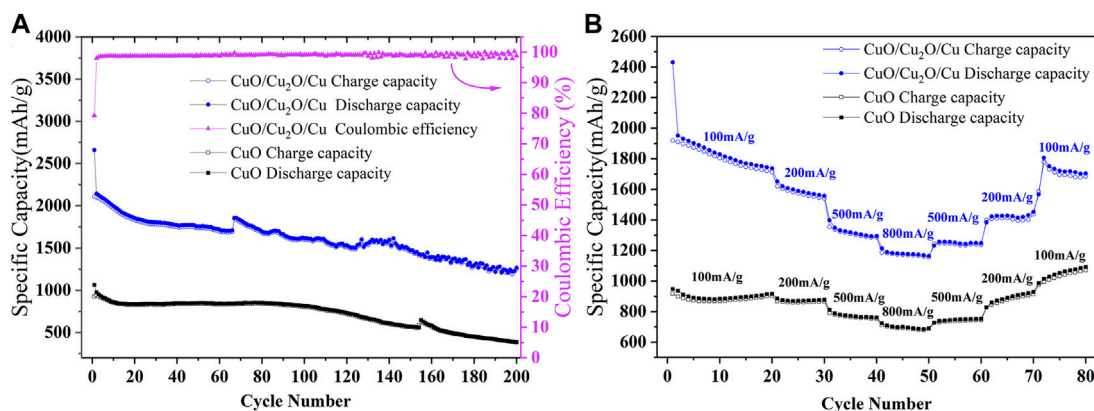 A
Specific Capacity(mAh/g)
4000
3750
3000
2500
2000
1500
1000
500
CuO/Cu₂O/Cu Charge capacity
CuO/Cu₂O/Cu Discharge capacity
CuO/Cu₂O/Cu Coulombic efficiency
CuO Charge capacity
CuO Discharge capacity
100
90
80
70
60
50
40
30
20
10
0
Coulombic Efficiency (%)
0 20 40 60 80 100 120 140 160 180 200
Cycle Number
B
Specific Capacity(mAh/g)
2600
2400
2200
2000
1800
1600
1400
1200
1000
800
600
CuO/Cu₂O/Cu Charge capacity
CuO/Cu₂O/Cu Discharge capacity
CuO Charge capacity
CuO Discharge capacity
100mA/g
200mA/g
500mA/g
800mA/g
500mA/g
200mA/g
100mA/g
100mA/g
200mA/g
500mA/g
800mA/g
500mA/g
200mA/g
100mA/g
0 10 20 30 40 50 60 70 80
Cycle Number